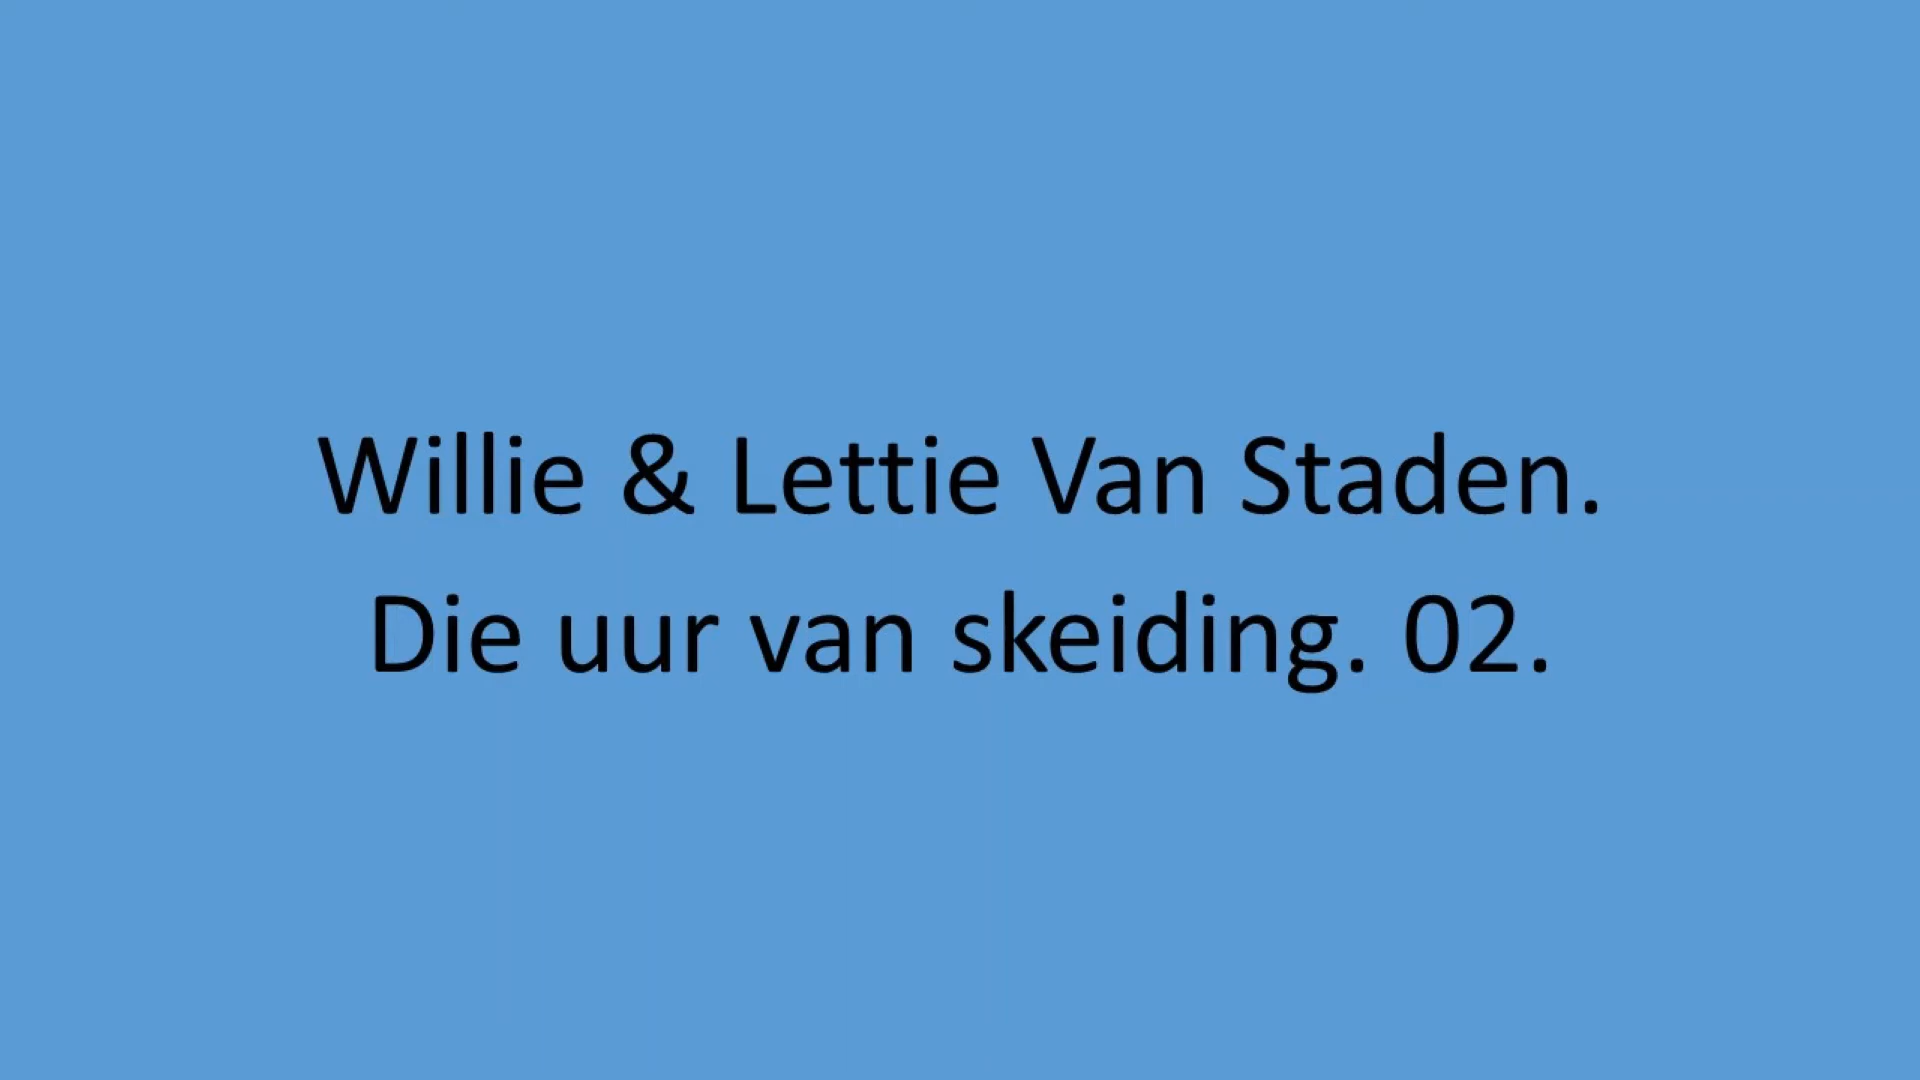 Willie & Lettie Van Staden.
Die uur van skeiding. 02.